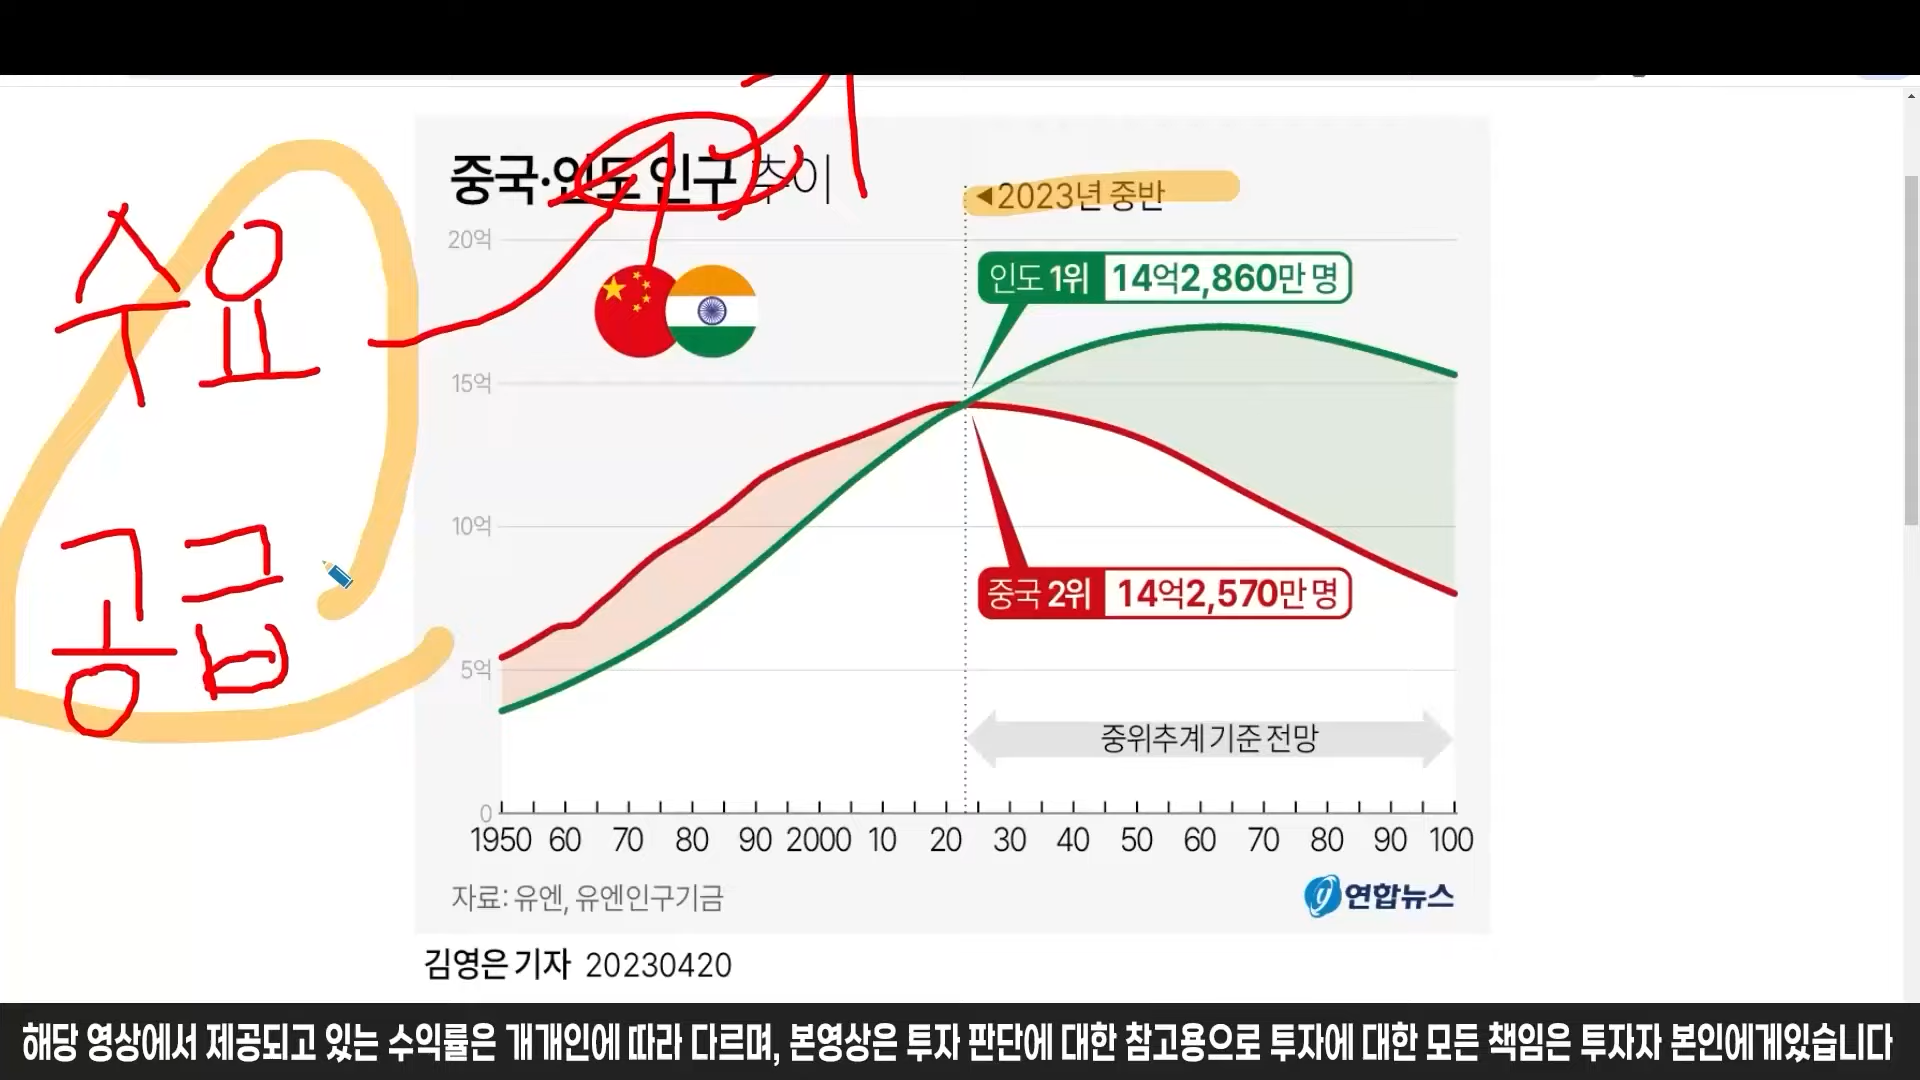 중국·인도 인구 추이
◀2023년 중반
수요
20억
인도 1위 14억2,860만 명
15억
10억
공급
중국 2위 14억2,570만 명
5억
중위추계 기준 전망
0
1950 60 70 80 90 2000 10 20 30 40 50 60 70 80 90 100
자료: 유엔, 유엔인구기금
연합뉴스
김영은 기자 20230420
해당 영상에서 제공되고 있는 수익률은 개개인에 따라 다르며, 본영상은 투자 판단에 대한 참고용으로 투자에 대한 모든 책임은 투자자 본인에게있습니다